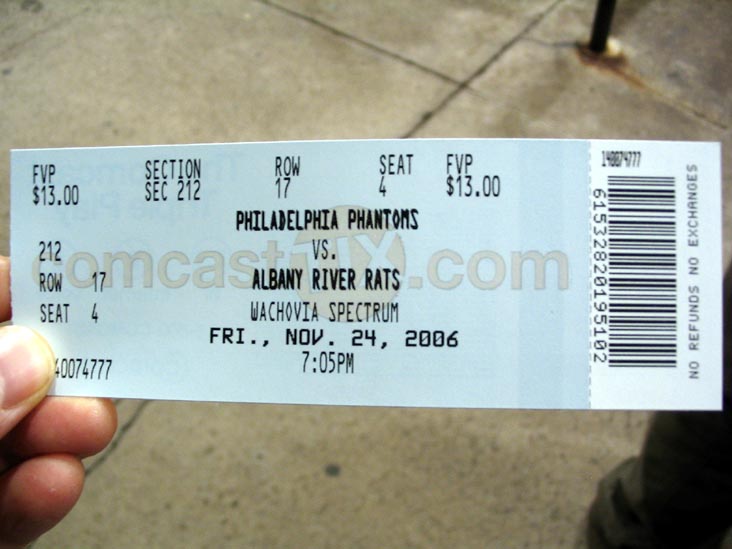 FVP SECTION ROW SEAT FVP
$13.00 SEC 212 17 4 $13.00
PHILADELPHIA PHANTOMS
212 VS.
ROW 17 ALBANY RIVER RATS
SEAT 4 WACHOVIA SPECTRUM
FRI., NOV. 24, 2006
40074777 7:05PM
comcastTIX.com
140074777
61532820195102
NO REFUNDS NO EXCHANGES